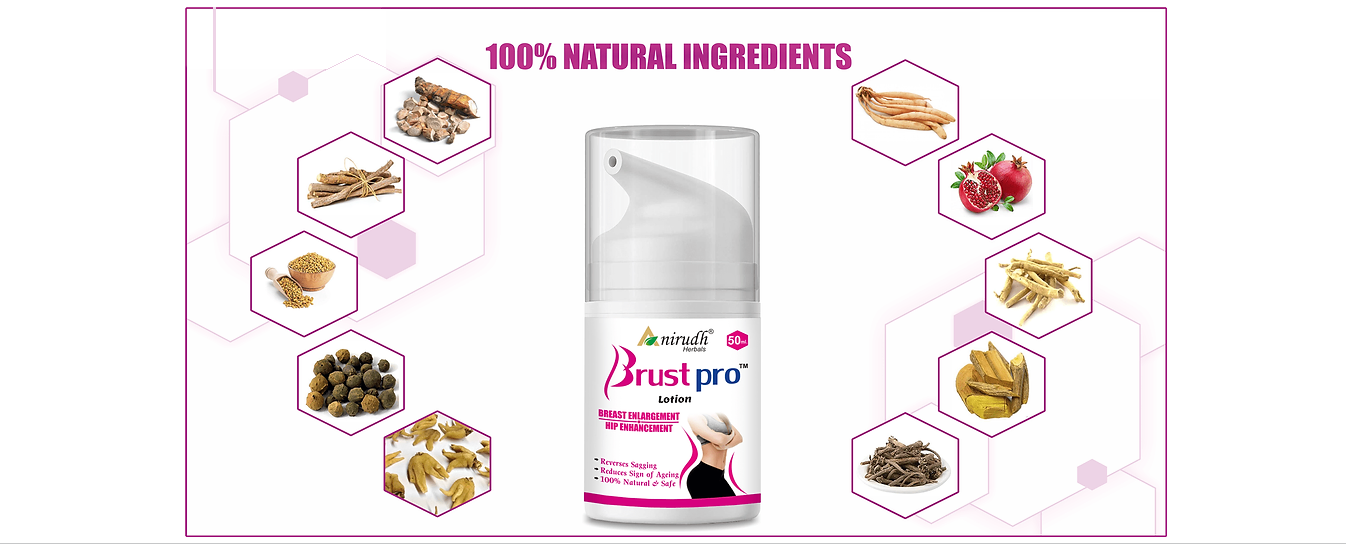 100% NATURAL INGREDIENTS
Anirudh®
Herbals
50ml
Brust pro™
Lotion
BREAST ENLARGEMENT
&
HIP ENHANCEMENT
- Reverses Sagging
- Reduces Sign of Ageing
- 100% Natural & Safe